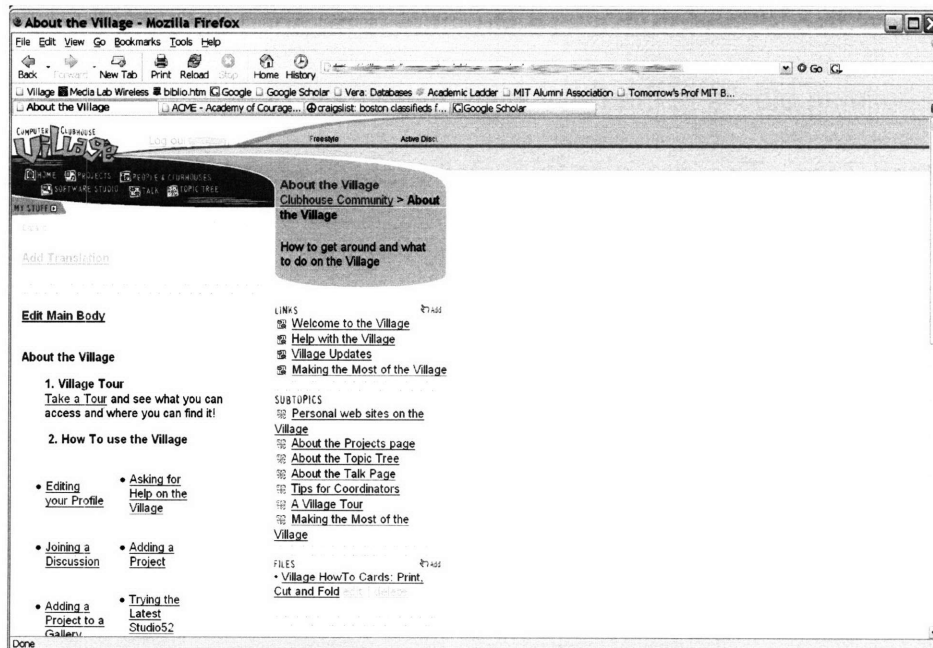 About the Village - Mozilla Firefox
File Edit View Go Bookmarks Tools Help
Back Forward New Tab Print Reload Stop Home History Go
Village Media Lab Wireless biblio.htm Google Google Scholar Vera: Databases Academic Ladder MIT Alumni Association Tomorrow's Prof MIT B...
About the Village ACME - Academy of Courage... craigslist: boston classifieds f... Google Scholar
COMPUTER CLUBHOUSE
Village
Log out
Freestyle Active Disc:
HOME PROJECTS PEOPLE & CLUBHOUSES
SOFTWARE STUDIO TALK TOPIC TREE
MY STUFF
Add Translation
Edit Main Body
About the Village
1. Village Tour
Take a Tour and see what you can
access and where you can find it!
2. How To use the Village
• Editing
your Profile
• Asking for
Help on the
Village
• Joining a
Discussion
• Adding a
Project
• Adding a
Project to a
Gallery
• Trying the
Latest
Studio52
About the Village
Clubhouse Community > About
the Village
How to get around and what
to do on the Village
LINKS Add
Welcome to the Village
Help with the Village
Village Updates
Making the Most of the Village
SUBTOPICS
Personal web sites on the
Village
About the Projects page
About the Topic Tree
About the Talk Page
Tips for Coordinators
A Village Tour
Making the Most of the
Village
FILES Add
• Village HowTo Cards: Print,
Cut and Fold edit | delete
Done